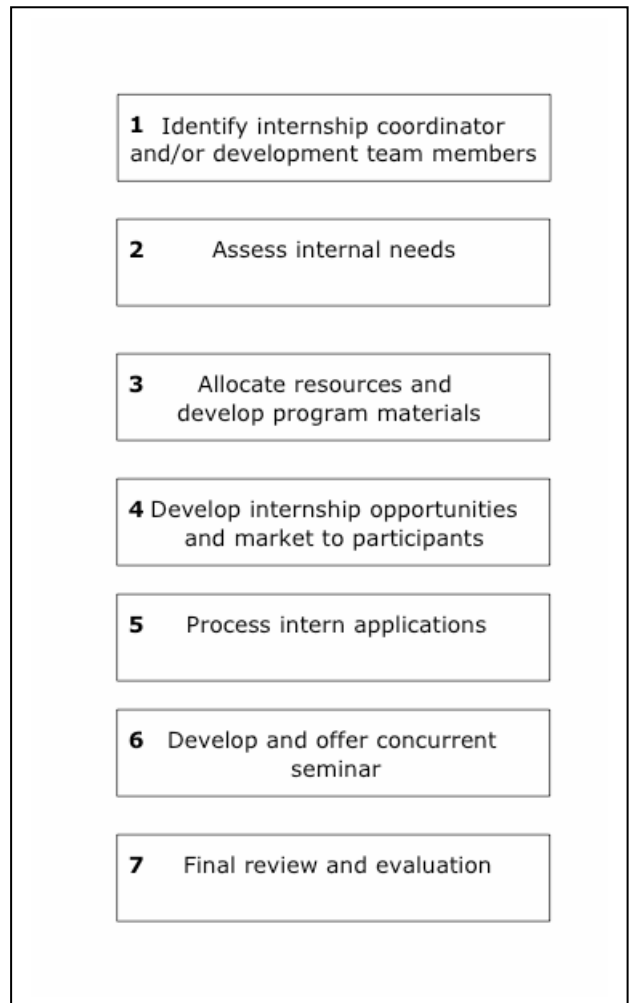 1 Identify internship coordinator
and/or development team members
2 Assess internal needs
3 Allocate resources and
develop program materials
4 Develop internship opportunities
and market to participants
5 Process intern applications
6 Develop and offer concurrent
seminar
7 Final review and evaluation